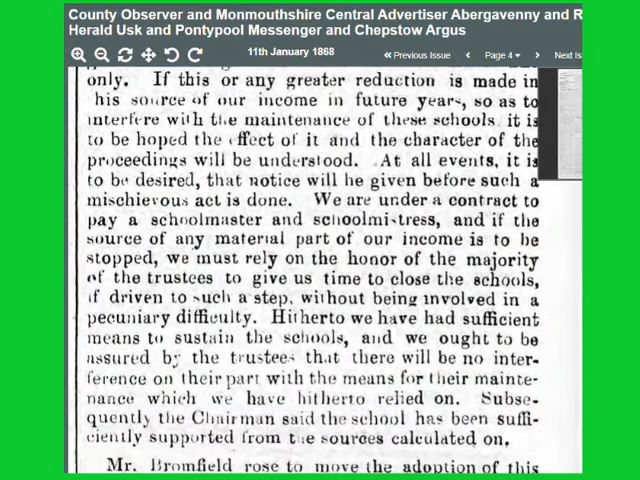 County Observer and Monmouthshire Central Advertiser Abergavenny and R
Herald Usk and Pontypool Messenger and Chepstow Argus
11th January 1868
Previous Issue
Page 4
Next Is
only. If this or any greater reduction is made in
his source of our income in future years, so as to
interfere with the maintenance of these schools, it is
to be hoped the effect of it and the character of the
proceedings will be understood. At all events, it is
to be desired, that notice will be given before such a
mischievous act is done. We are under a contract to
pay a schoolmaster and schoolmistress, and if the
source of any material part of our income is to be
stopped, we must rely on the honor of the majority
of the trustees to give us time to close the schools,
if driven to such a step, without being involved in a
pecuniary difficulty. Hitherto we have had sufficient
means to sustain the schools, and we ought to be
assured by the trustees that there will be no inter-
ference on their part with the means for their mainte-
nance which we have hitherto relied on. Subse-
quently the Chairman said the school has been suffi-
ciently supported from the sources calculated on.
Mr. Bromfield rose to move the adoption of this